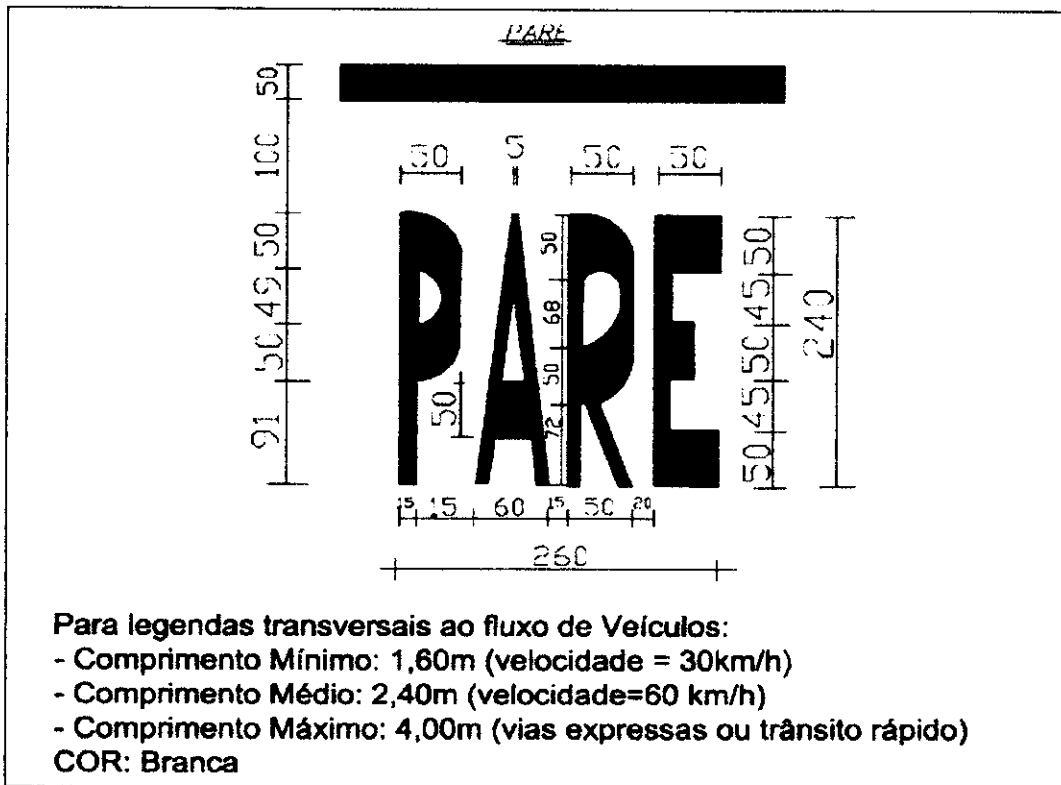 PARE
50
100
50 5 50 50
PARE
50 49 50 91
50
50 68 50 72
50 45 50 45 50
240
15 15 60 15 50 20
260
Para legendas transversais ao fluxo de Veículos:
- Comprimento Mínimo: 1,60m (velocidade = 30km/h)
- Comprimento Médio: 2,40m (velocidade=60 km/h)
- Comprimento Máximo: 4,00m (vias expressas ou trânsito rápido)
COR: Branca